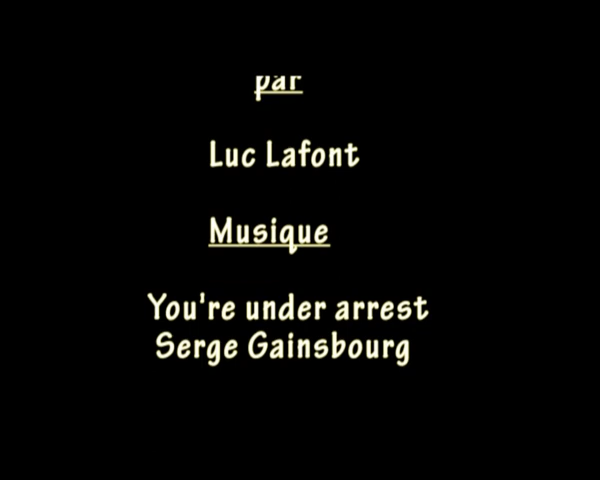 par
Luc Lafont
Musique
You're under arrest
Serge Gainsbourg